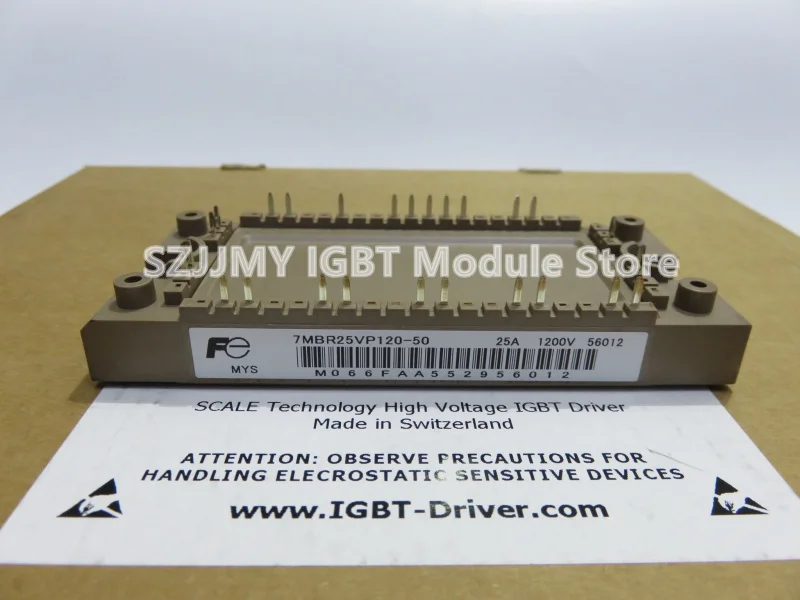 SZJJMY IGBT Module Store
Fe
MYS
7MBR25VP120-50 25A 1200V 56012
M066FAA552956012
SCALE Technology High Voltage IGBT Driver
Made in Switzerland
ATTENTION: OBSERVE PRECAUTIONS FOR
HANDLING ELECROSTATIC SENSITIVE DEVICES
www.IGBT-Driver.com